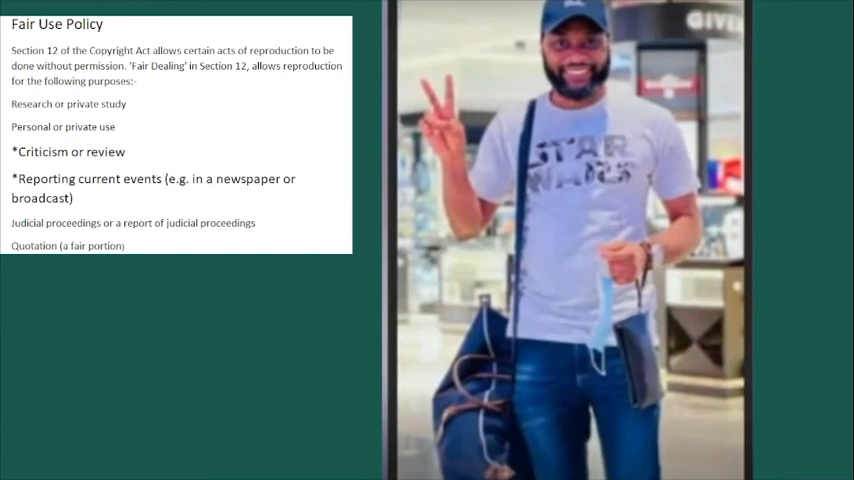 Fair Use Policy
Section 12 of the Copyright Act allows certain acts of reproduction to be
done without permission. 'Fair Dealing' in Section 12, allows reproduction
for the following purposes:-
Research or private study
Personal or private use
*Criticism or review
*Reporting current events (e.g. in a newspaper or
broadcast)
Judicial proceedings or a report of judicial proceedings
Quotation (a fair portion)
GIVEN
STAR
WARS